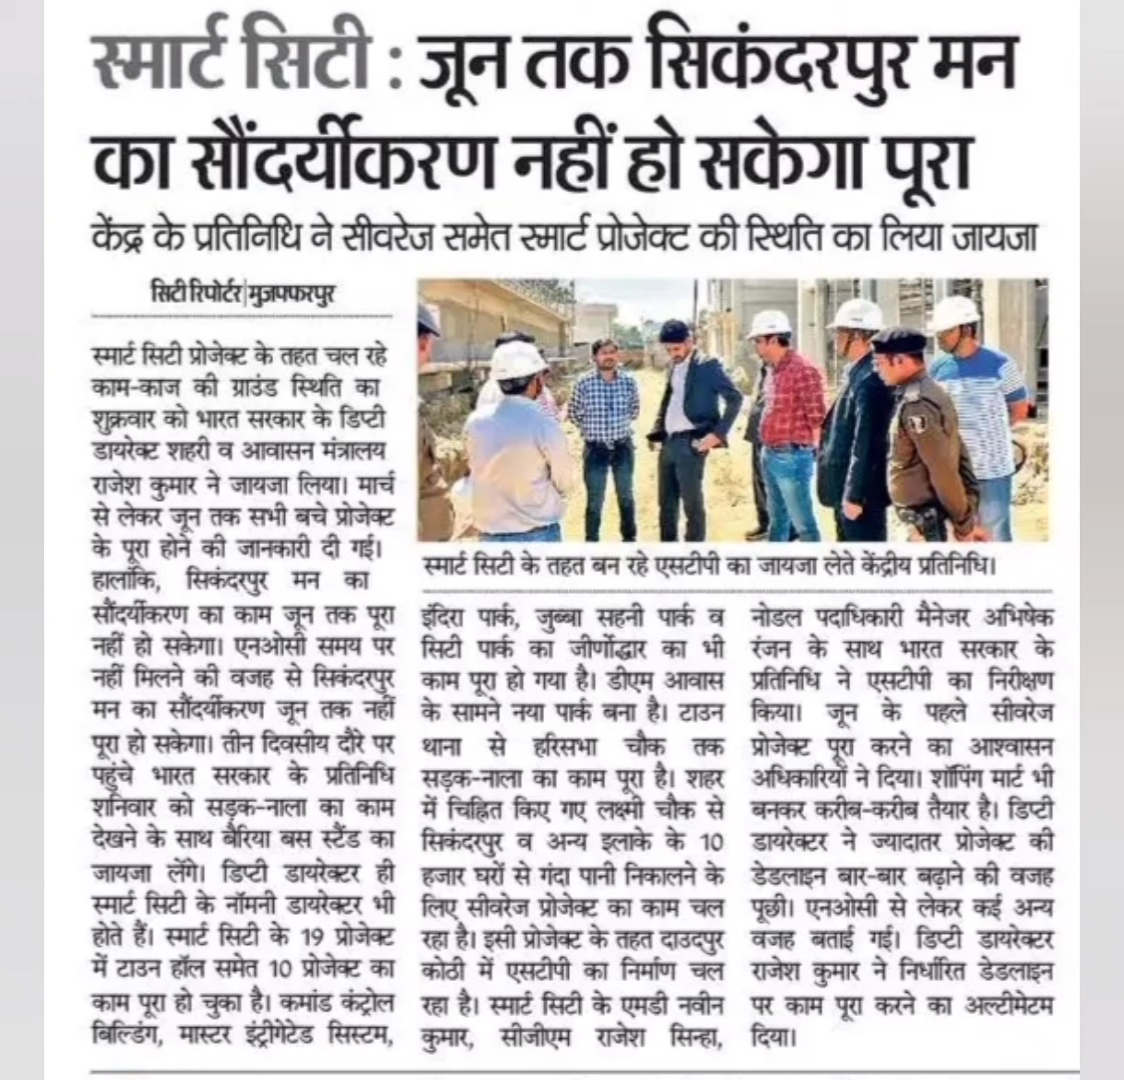 स्मार्ट सिटी : जून तक सिकंदरपुर मन
का सौंदर्यीकरण नहीं हो सकेगा पूरा
केंद्र के प्रतिनिधि ने सीवरेज समेत स्मार्ट प्रोजेक्ट की स्थिति का लिया जायजा
सिटी रिपोर्टर|मुजफ्फरपुर
स्मार्ट सिटी प्रोजेक्ट के तहत चल रहे
काम-काज की ग्राउंड स्थिति का
शुक्रवार को भारत सरकार के डिप्टी
डायरेक्ट शहरी व आवासन मंत्रालय
राजेश कुमार ने जायजा लिया। मार्च
से लेकर जून तक सभी बचे प्रोजेक्ट
के पूरा होने की जानकारी दी गई।
हालांकि, सिकंदरपुर मन का
सौंदर्यीकरण का काम जून तक पूरा
नहीं हो सकेगा। एनओसी समय पर
नहीं मिलने की वजह से सिकंदरपुर
मन का सौंदर्यीकरण जून तक नहीं
पूरा हो सकेगा। तीन दिवसीय दौरे पर
पहुंचे भारत सरकार के प्रतिनिधि
शनिवार को सड़क-नाला का काम
देखने के साथ बैरिया बस स्टैंड का
जायजा लेंगे। डिप्टी डायरेक्टर ही
स्मार्ट सिटी के नॉमनी डायरेक्टर भी
होते हैं। स्मार्ट सिटी के 19 प्रोजेक्ट
में टाउन हॉल समेत 10 प्रोजेक्ट का
काम पूरा हो चुका है। कमांड कंट्रोल
बिल्डिंग, मास्टर इंट्रीगेटेड सिस्टम,
स्मार्ट सिटी के तहत बन रहे एसटीपी का जायजा लेते केंद्रीय प्रतिनिधि।
इंदिरा पार्क, जुब्बा सहनी पार्क व
सिटी पार्क का जीर्णोद्धार का भी
काम पूरा हो गया है। डीएम आवास
के सामने नया पार्क बना है। टाउन
थाना से हरिसभा चौक तक
सड़क-नाला का काम पूरा है। शहर
में चिह्नित किए गए लक्ष्मी चौक से
सिकंदरपुर व अन्य इलाके के 10
हजार घरों से गंदा पानी निकालने के
लिए सीवरेज प्रोजेक्ट का काम चल
रहा है। इसी प्रोजेक्ट के तहत दाउदपुर
कोठी में एसटीपी का निर्माण चल
रहा है। स्मार्ट सिटी के एमडी नवीन
कुमार, सीजीएम राजेश सिन्हा,
नोडल पदाधिकारी मैनेजर अभिषेक
रंजन के साथ भारत सरकार के
प्रतिनिधि ने एसटीपी का निरीक्षण
किया। जून के पहले सीवरेज
प्रोजेक्ट पूरा करने का आश्वासन
अधिकारियों ने दिया। शॉपिंग मार्ट भी
बनकर करीब-करीब तैयार है। डिप्टी
डायरेक्टर ने ज्यादातर प्रोजेक्ट की
डेडलाइन बार-बार बढ़ाने की वजह
पूछी। एनओसी से लेकर कई अन्य
वजह बताई गई। डिप्टी डायरेक्टर
राजेश कुमार ने निर्धारित डेडलाइन
पर काम पूरा करने का अल्टीमेटम
दिया।